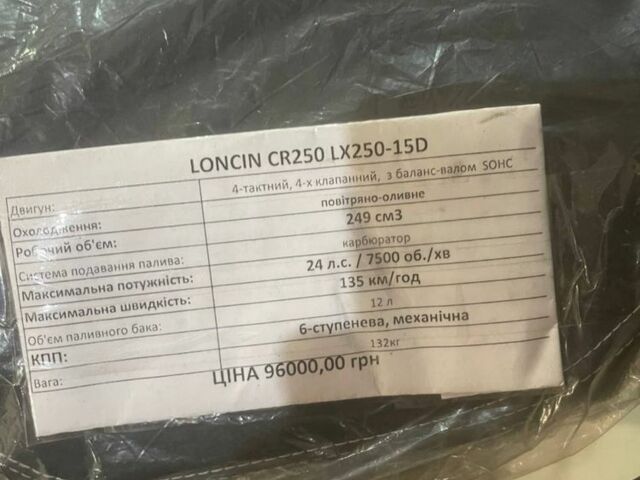 LONCIN CR250 LX250-15D
Двигун: 4-тактний, 4-х клапанний, з баланс-валом SOHC
Охолодження: повітряно-оливне
Робочий об'єм: 249 см3
Система подавання палива: карбюратор
Максимальна потужність: 24 л.с. / 7500 об./хв
Максимальна швидкість: 135 км/год
Об'єм паливного бака: 12 л
КПП: 6-ступенева, механічна
Вага: 132кг
ЦІНА 96000,00 грн